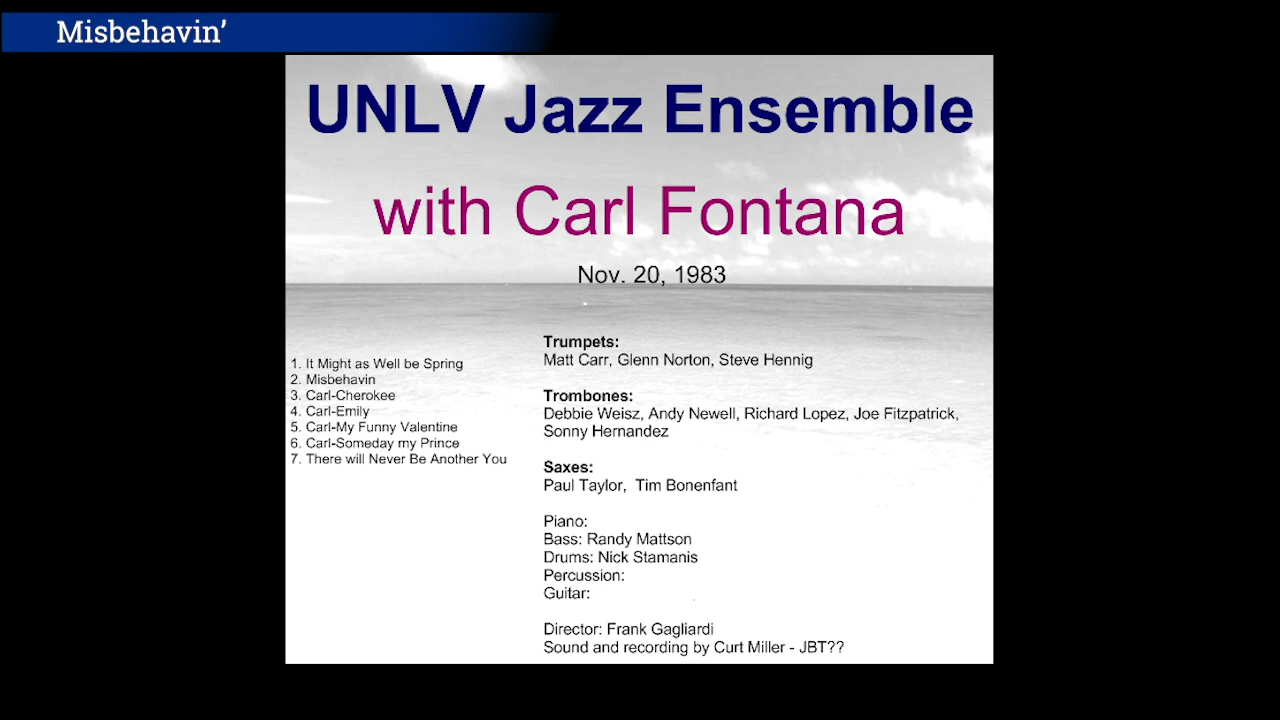 Misbehavin’
UNLV Jazz Ensemble
with Carl Fontana
Nov. 20, 1983
1. It Might as Well be Spring
2. Misbehavin
3. Carl-Cherokee
4. Carl-Emily
5. Carl-My Funny Valentine
6. Carl-Someday my Prince
7. There will Never Be Another You
Trumpets:
Matt Carr, Glenn Norton, Steve Hennig
Trombones:
Debbie Weisz, Andy Newell, Richard Lopez, Joe Fitzpatrick,
Sonny Hernandez
Saxes:
Paul Taylor, Tim Bonenfant
Piano:
Bass: Randy Mattson
Drums: Nick Stamanis
Percussion:
Guitar:
Director: Frank Gagliardi
Sound and recording by Curt Miller - JBT??